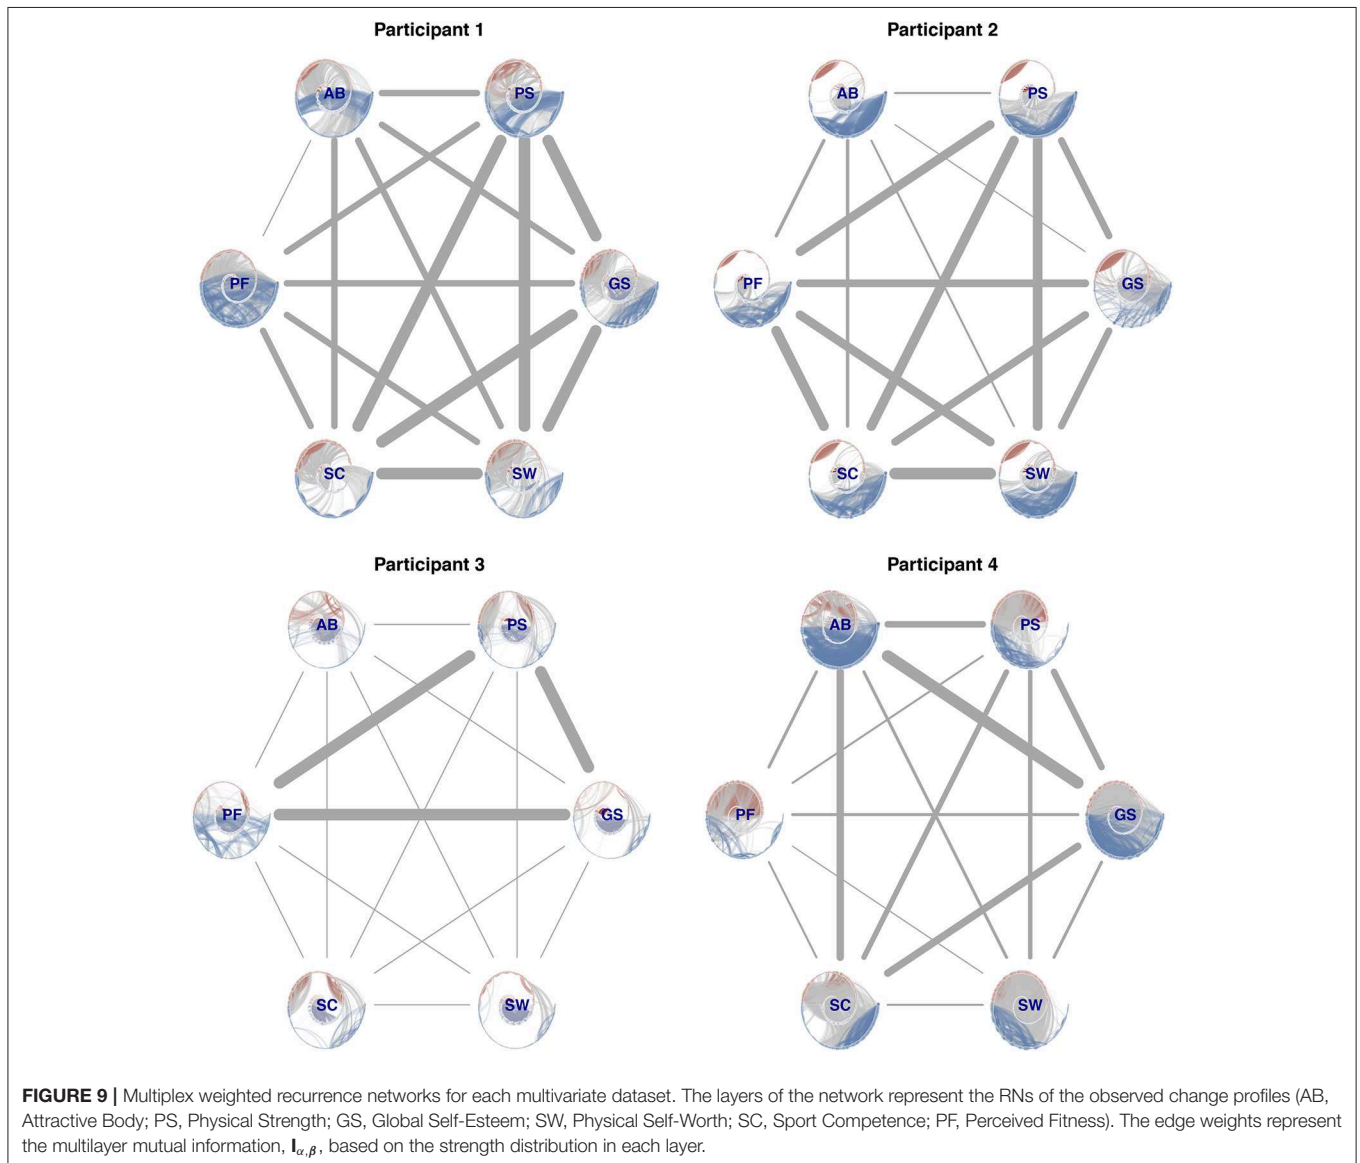 Participant 1
Participant 2
AB
PS
AB
PS
PF
GS
PF
GS
SC
SW
SC
SW
Participant 3
Participant 4
AB
PS
AB
PS
PF
GS
PF
GS
SC
SW
SC
SW
FIGURE 9 | Multiplex weighted recurrence networks for each multivariate dataset. The layers of the network represent the RNs of the observed change profiles (AB,
Attractive Body; PS, Physical Strength; GS, Global Self-Esteem; SW, Physical Self-Worth; SC, Sport Competence; PF, Perceived Fitness). The edge weights represent
the multilayer mutual information, Iα,β, based on the strength distribution in each layer.